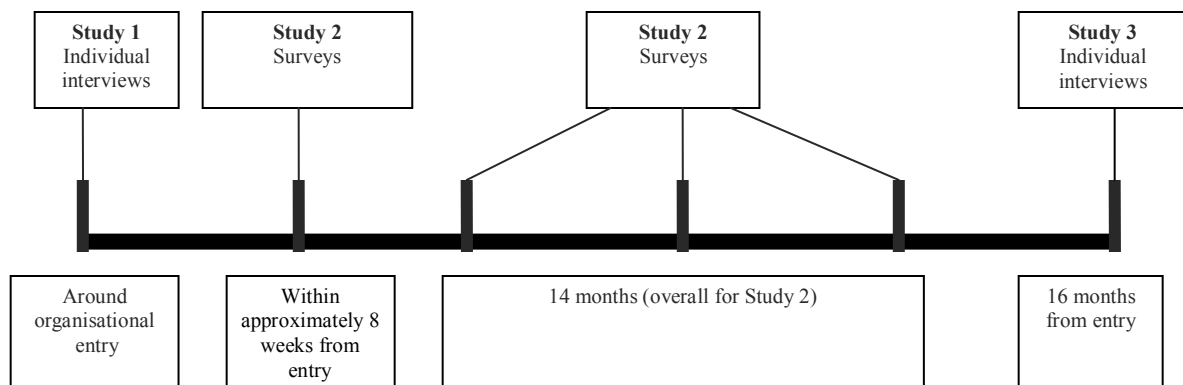 Study 1
Individual
interviews
Study 2
Surveys
Study 2
Surveys
Study 3
Individual
interviews
Around
organisational
entry
Within
approximately 8
weeks from
entry
14 months (overall for Study 2)
16 months
from entry